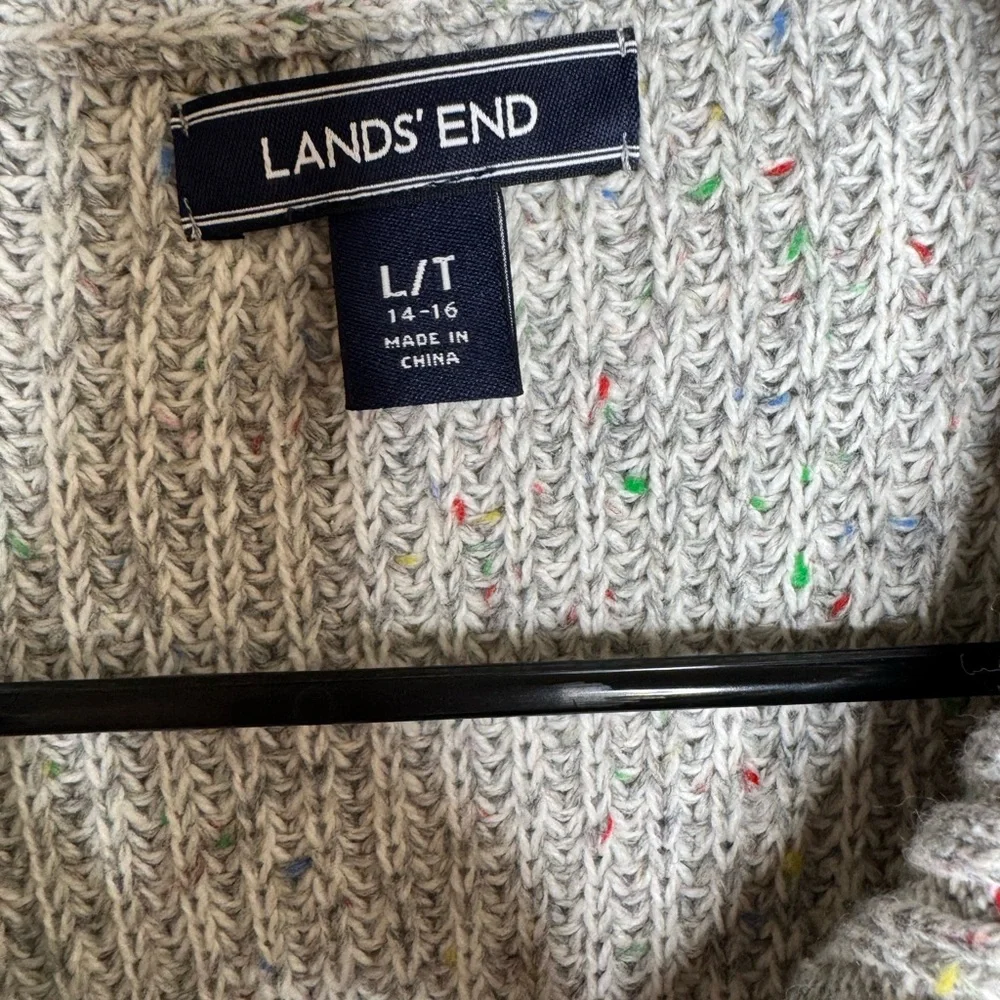 LANDS' END
L/T
14-16
MADE IN
CHINA